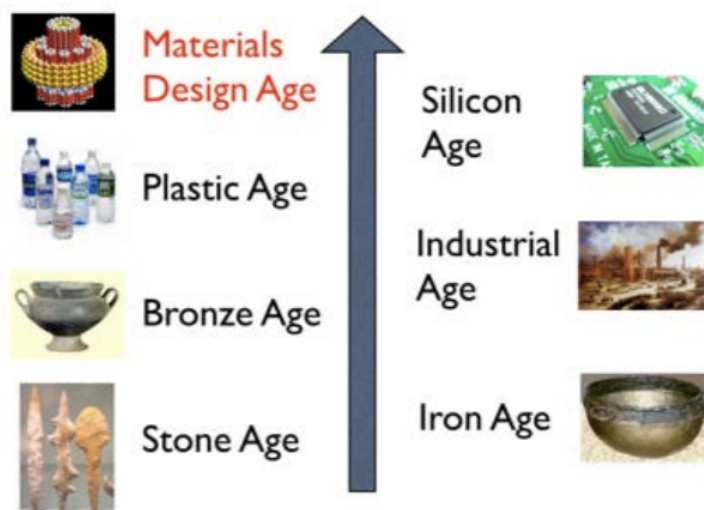 Materials
Design Age
Silicon
Age
Plastic Age
Industrial
Age
Bronze Age
Iron Age
Stone Age